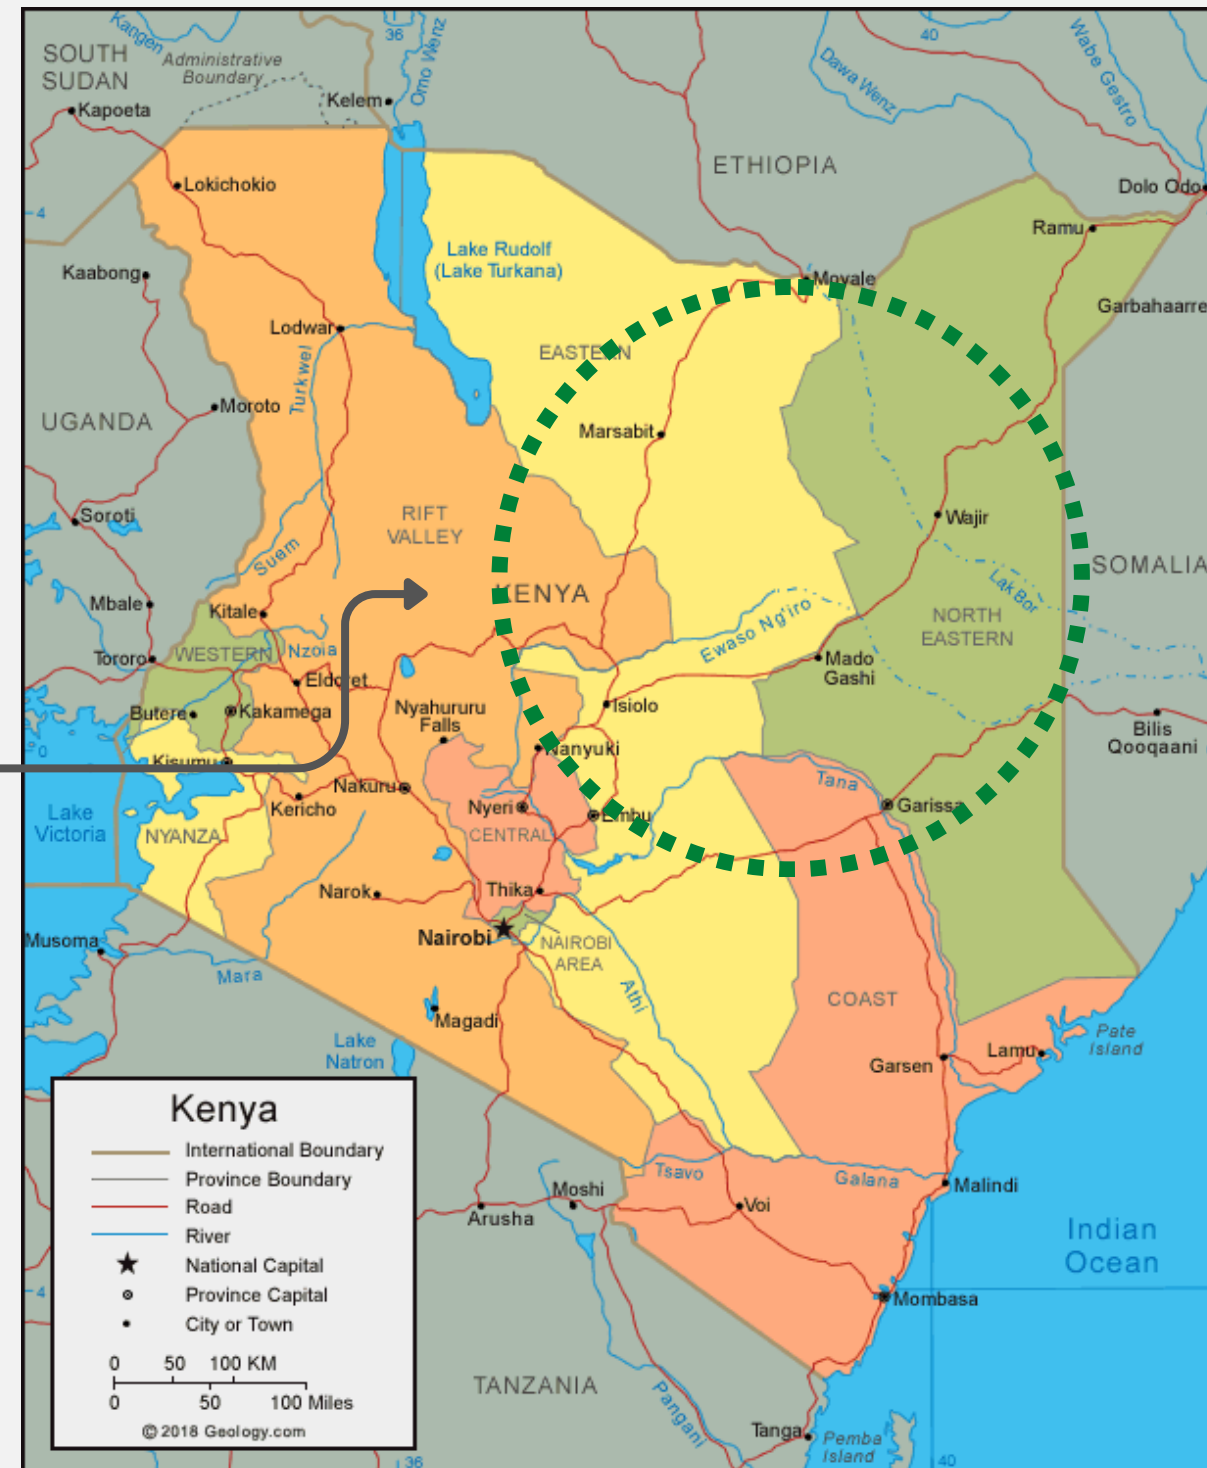 Kangen
36
Omo Wenz
40
Wabe Gestro
SOUTH
SUDAN
Administrative
Boundary
Dawa Wenz
Kelem
Kapoeta
ETHIOPIA
Lokichokio
Dolo Odo
4
Ramu
Lake Rudolf
(Lake Turkana)
Kaabong
Moyale
Garbahaarre
Lodwar
EASTERN
Turkwel
Moroto
UGANDA
Marsabit
Soroti
RIFT
VALLEY
Wajir
Suam
SOMALIA
Lak Bor
KENYA
Mbale
Kitale
Ewaso Ng'iro
NORTH
EASTERN
Tororo
WESTERN
Nzoia
Mado
Gashi
Eldoret
Butere
Kakamega
Nyahururu
Falls
Isiolo
Bilis
Qooqaani
0
Nanyuki
Kisumu
Nakuru
Tana
Kericho
Nyeri
Garissa
Embu
Lake
Victoria
NYANZA
CENTRAL
Narok
Thika
Nairobi
NAIROBI
AREA
Musoma
Mara
Athi
COAST
Magadi
Pate
Island
Lake
Natron
Lamu
Garsen
Kenya
International Boundary
Province Boundary
Road
River
National Capital
Province Capital
City or Town
0 50 100 KM
0 50 100 Miles
© 2018 Geology.com
Tsavo
Galana
Malindi
Moshi
Voi
Arusha
Indian
Ocean
4
Mombasa
TANZANIA
Pangani
Tanga
Pemba
Island
36
40